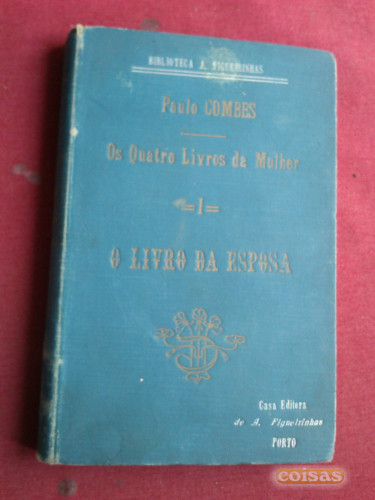 BIBLIOTECA A. FIGUEIRINHAS
Paulo COMBES
Os Quatro Livros da Mulher
=I=
O LIVRO DA ESPOSA
Casa Editora
de A. Figueirinhas
PORTO
coisas